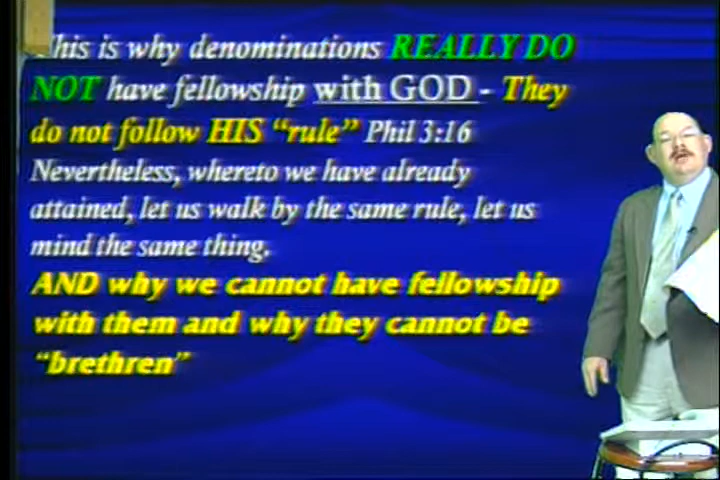 his is why denominations REALLY DO
NOT have fellowship with GOD - They
do not follow HIS “rule” Phil 3:16
Nevertheless, whereto we have already
attained, let us walk by the same rule, let us
mind the same thing.
AND why we cannot have fellowship
with them and why they cannot be
“brethren”